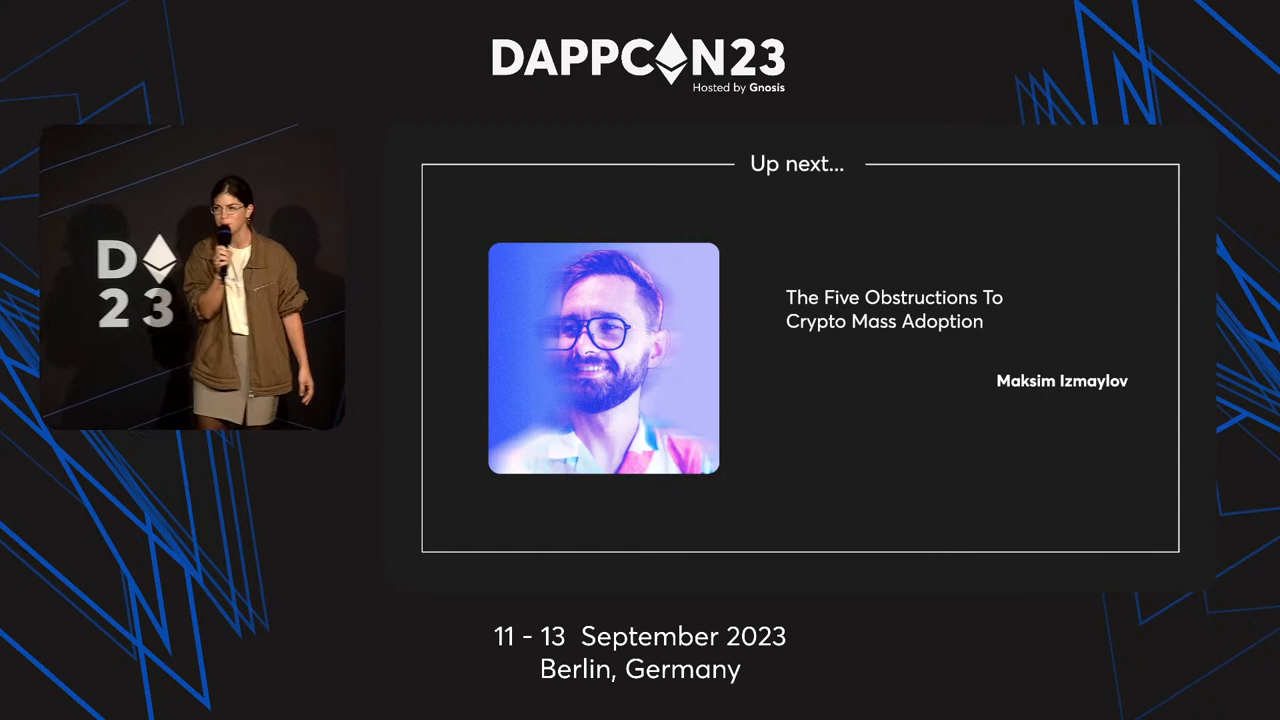 DAPPCON23
Hosted by Gnosis
Up next...
D
23
The Five Obstructions To
Crypto Mass Adoption
Maksim Izmaylov
11 - 13 September 2023
Berlin, Germany